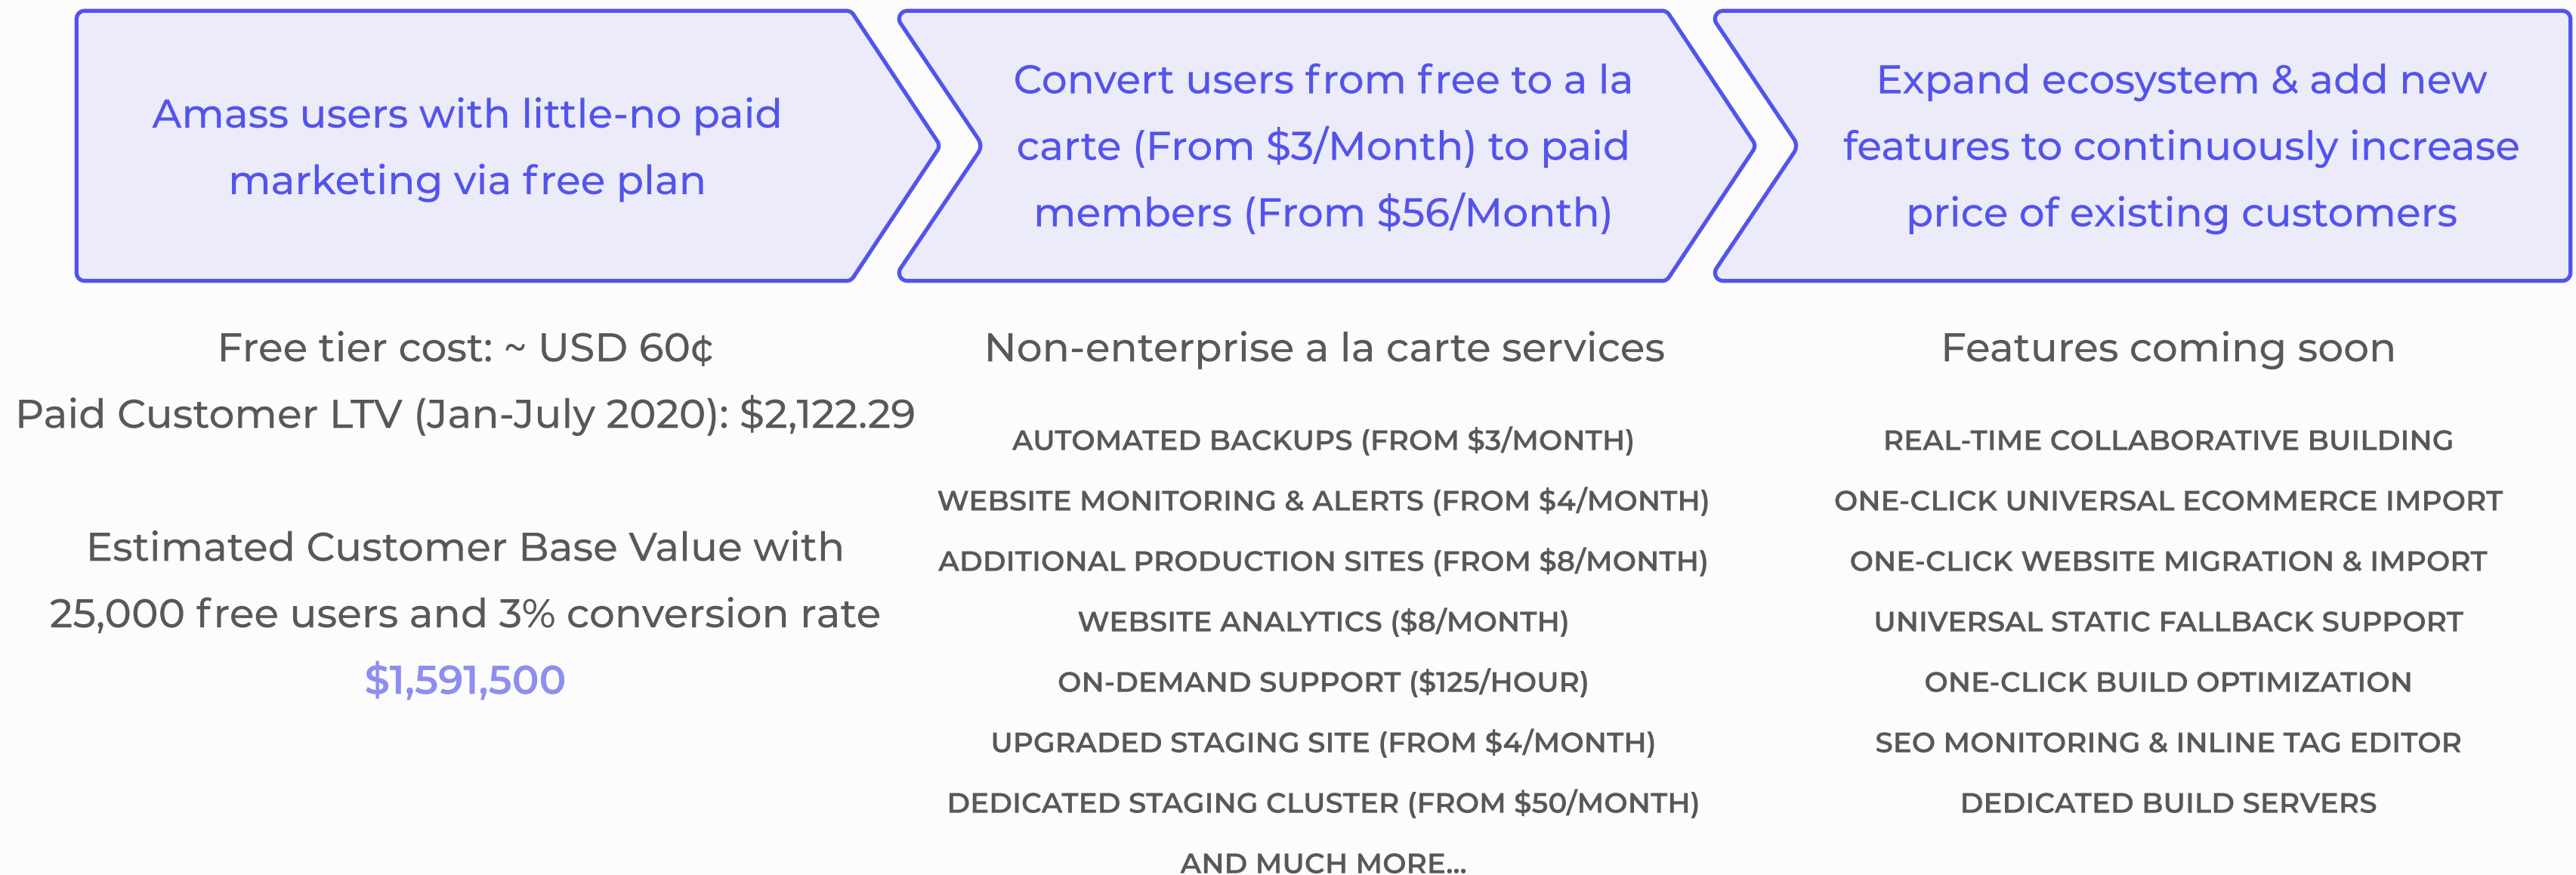 Amass users with little-no paid
marketing via free plan
Convert users from free to a la
carte (From $3/Month) to paid
members (From $56/Month)
Expand ecosystem & add new
features to continuously increase
price of existing customers
Free tier cost: ~ USD 60¢
Paid Customer LTV (Jan-July 2020): $2,122.29
Estimated Customer Base Value with
25,000 free users and 3% conversion rate
$1,591,500
Non-enterprise a la carte services
AUTOMATED BACKUPS (FROM $3/MONTH)
WEBSITE MONITORING & ALERTS (FROM $4/MONTH)
ADDITIONAL PRODUCTION SITES (FROM $8/MONTH)
WEBSITE ANALYTICS ($8/MONTH)
ON-DEMAND SUPPORT ($125/HOUR)
UPGRADED STAGING SITE (FROM $4/MONTH)
DEDICATED STAGING CLUSTER (FROM $50/MONTH)
AND MUCH MORE...
Features coming soon
REAL-TIME COLLABORATIVE BUILDING
ONE-CLICK UNIVERSAL ECOMMERCE IMPORT
ONE-CLICK WEBSITE MIGRATION & IMPORT
UNIVERSAL STATIC FALLBACK SUPPORT
ONE-CLICK BUILD OPTIMIZATION
SEO MONITORING & INLINE TAG EDITOR
DEDICATED BUILD SERVERS